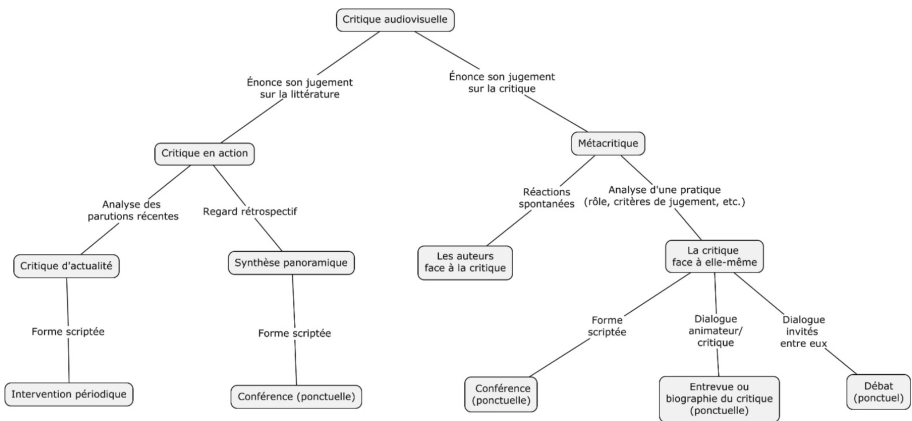 Critique audiovisuelle
Énonce son jugement
sur la littérature
Énonce son jugement
sur la critique
Critique en action
Métacritique
Analyse des
parutions récentes
Regard rétrospectif
Réactions
spontanées
Analyse d'une pratique
(rôle, critères de jugement, etc.)
Critique d'actualité
Synthèse panoramique
Les auteurs
face à la critique
La critique
face à elle-même
Forme scriptée
Forme scriptée
Forme
scriptée
Dialogue
animateur/
critique
Dialogue
invités
entre eux
Intervention périodique
Conférence (ponctuelle)
Conférence
(ponctuelle)
Entrevue ou
biographie du critique
(ponctuelle)
Débat
(ponctuel)